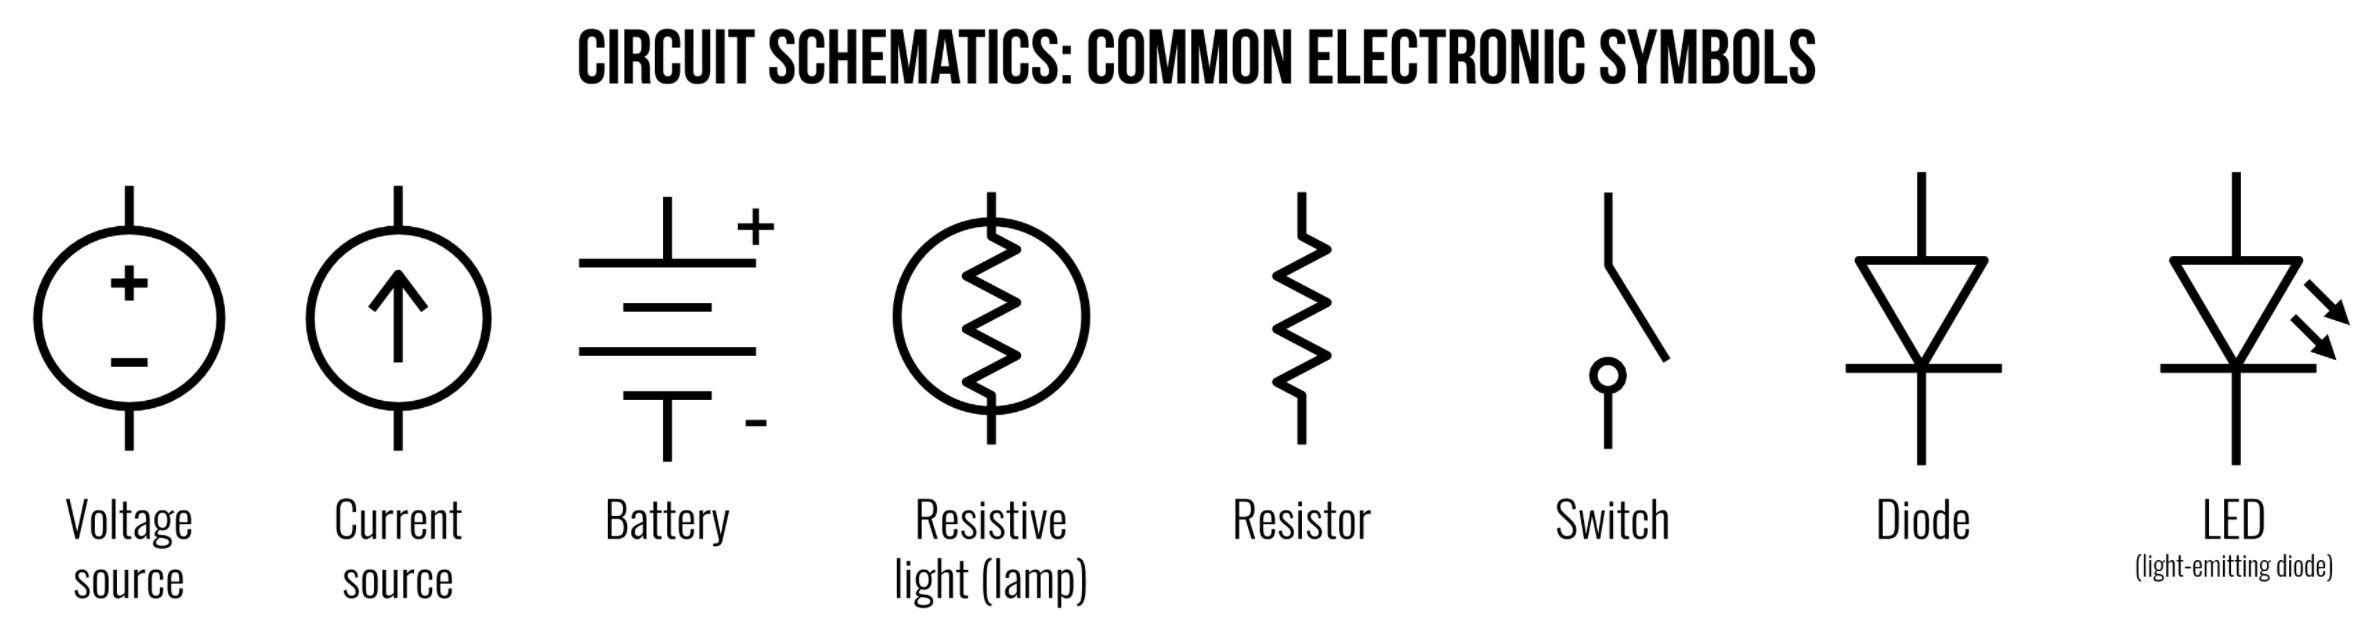 CIRCUIT SCHEMATICS: COMMON ELECTRONIC SYMBOLS
+
−
+
-
Voltage
source
Current
source
Battery
Resistive
light (lamp)
Resistor
Switch
Diode
LED
(light-emitting diode)